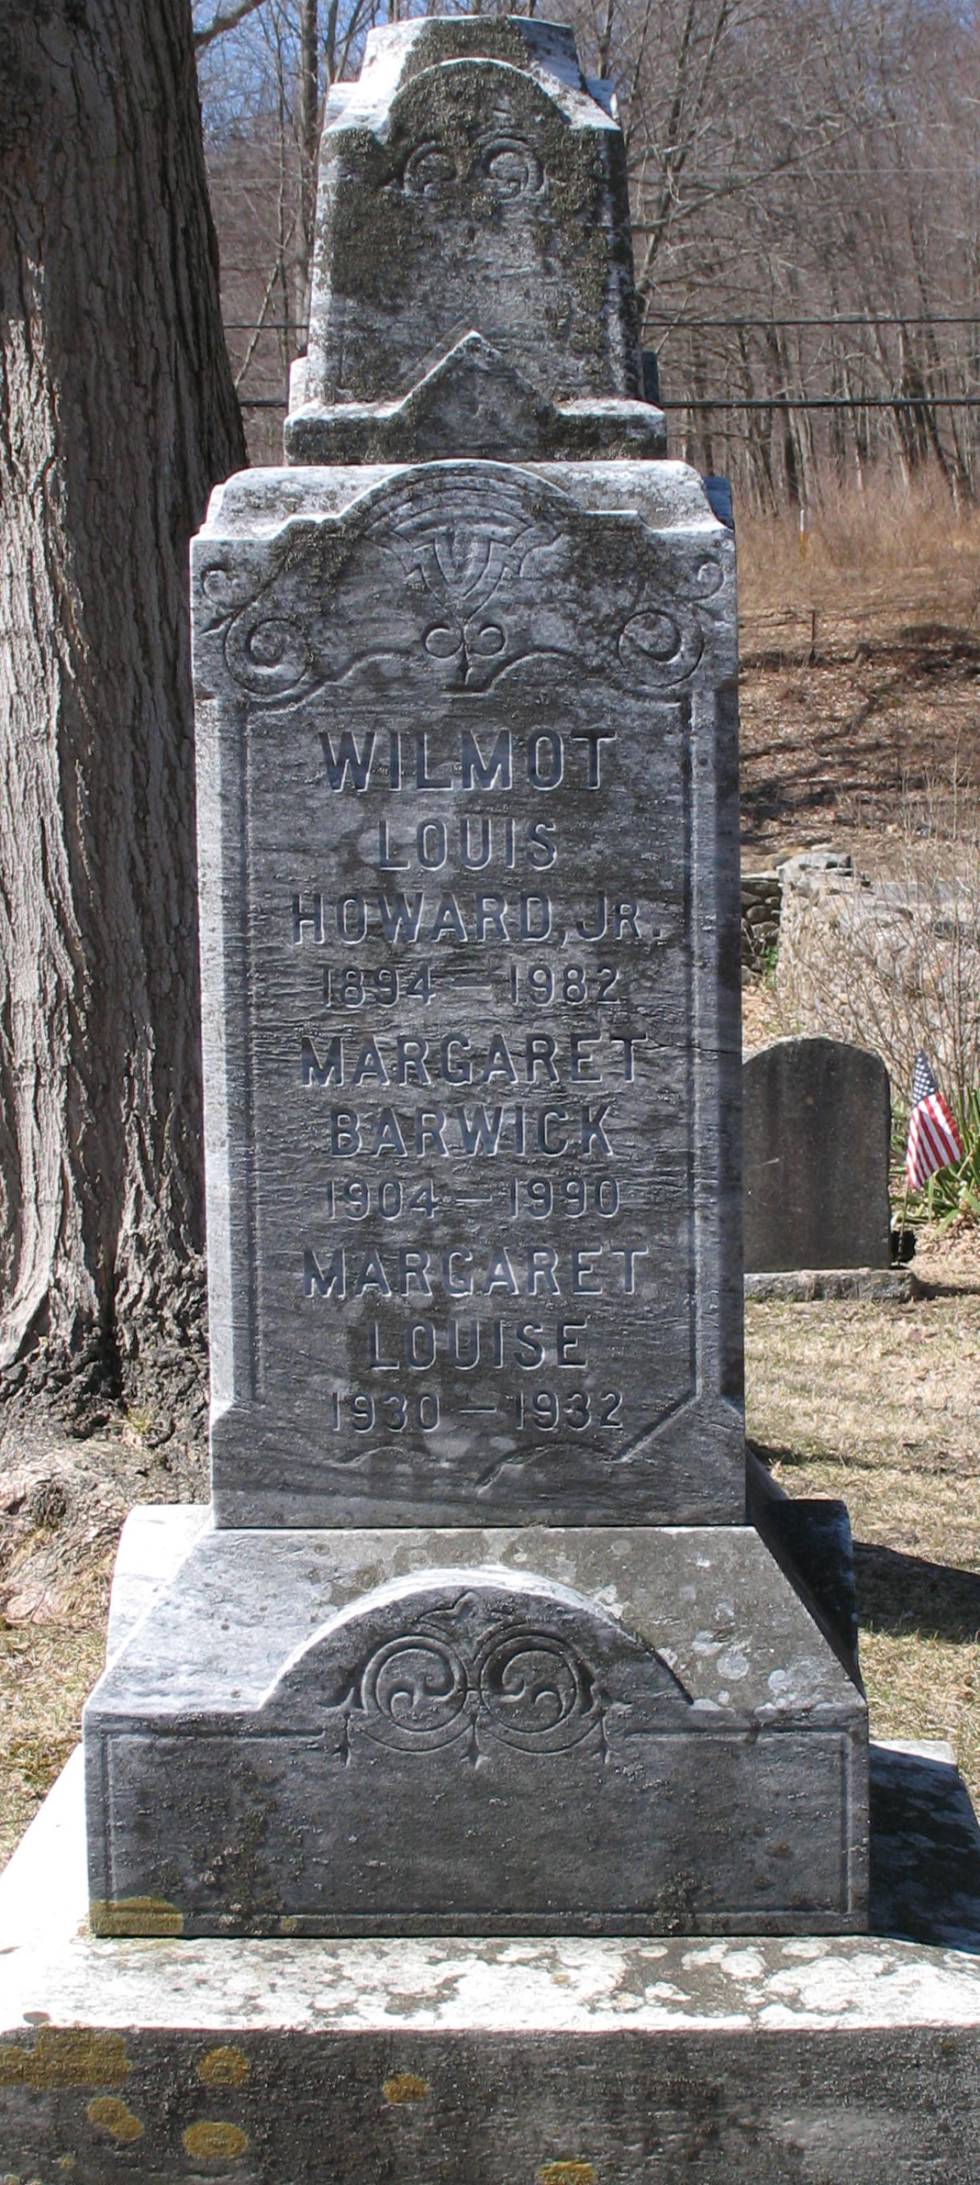 WILMOT
LOUIS
HOWARD, JR.
1894 — 1982
MARGARET
BARWICK
1904 — 1990
MARGARET
LOUISE
1930 — 1932